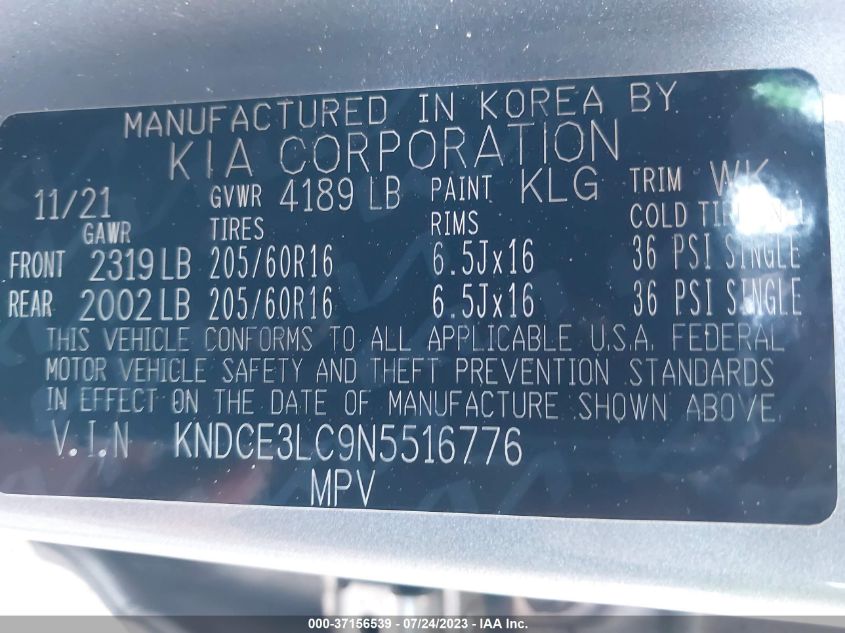 MANUFACTURED IN KOREA BY
KIA CORPORATION
11/21 GVWR 4189 LB PAINT KLG TRIM WK
GAWR TIRES RIMS COLD
FRONT 2319 LB 205/60R16 6.5Jx16 36 PSI SINGLE
REAR 2002 LB 205/60R16 6.5Jx16 36 PSI SINGLE
THIS VEHICLE CONFORMS TO ALL APPLICABLE U.S.A. FEDERAL
MOTOR VEHICLE SAFETY AND THEFT PREVENTION STANDARDS
IN EFFECT ON THE DATE OF MANUFACTURE SHOWN ABOVE.
V.I.N KNDCE3LC9N5516776
MPV
000-37156539 - 07/24/2023 - IAA Inc.